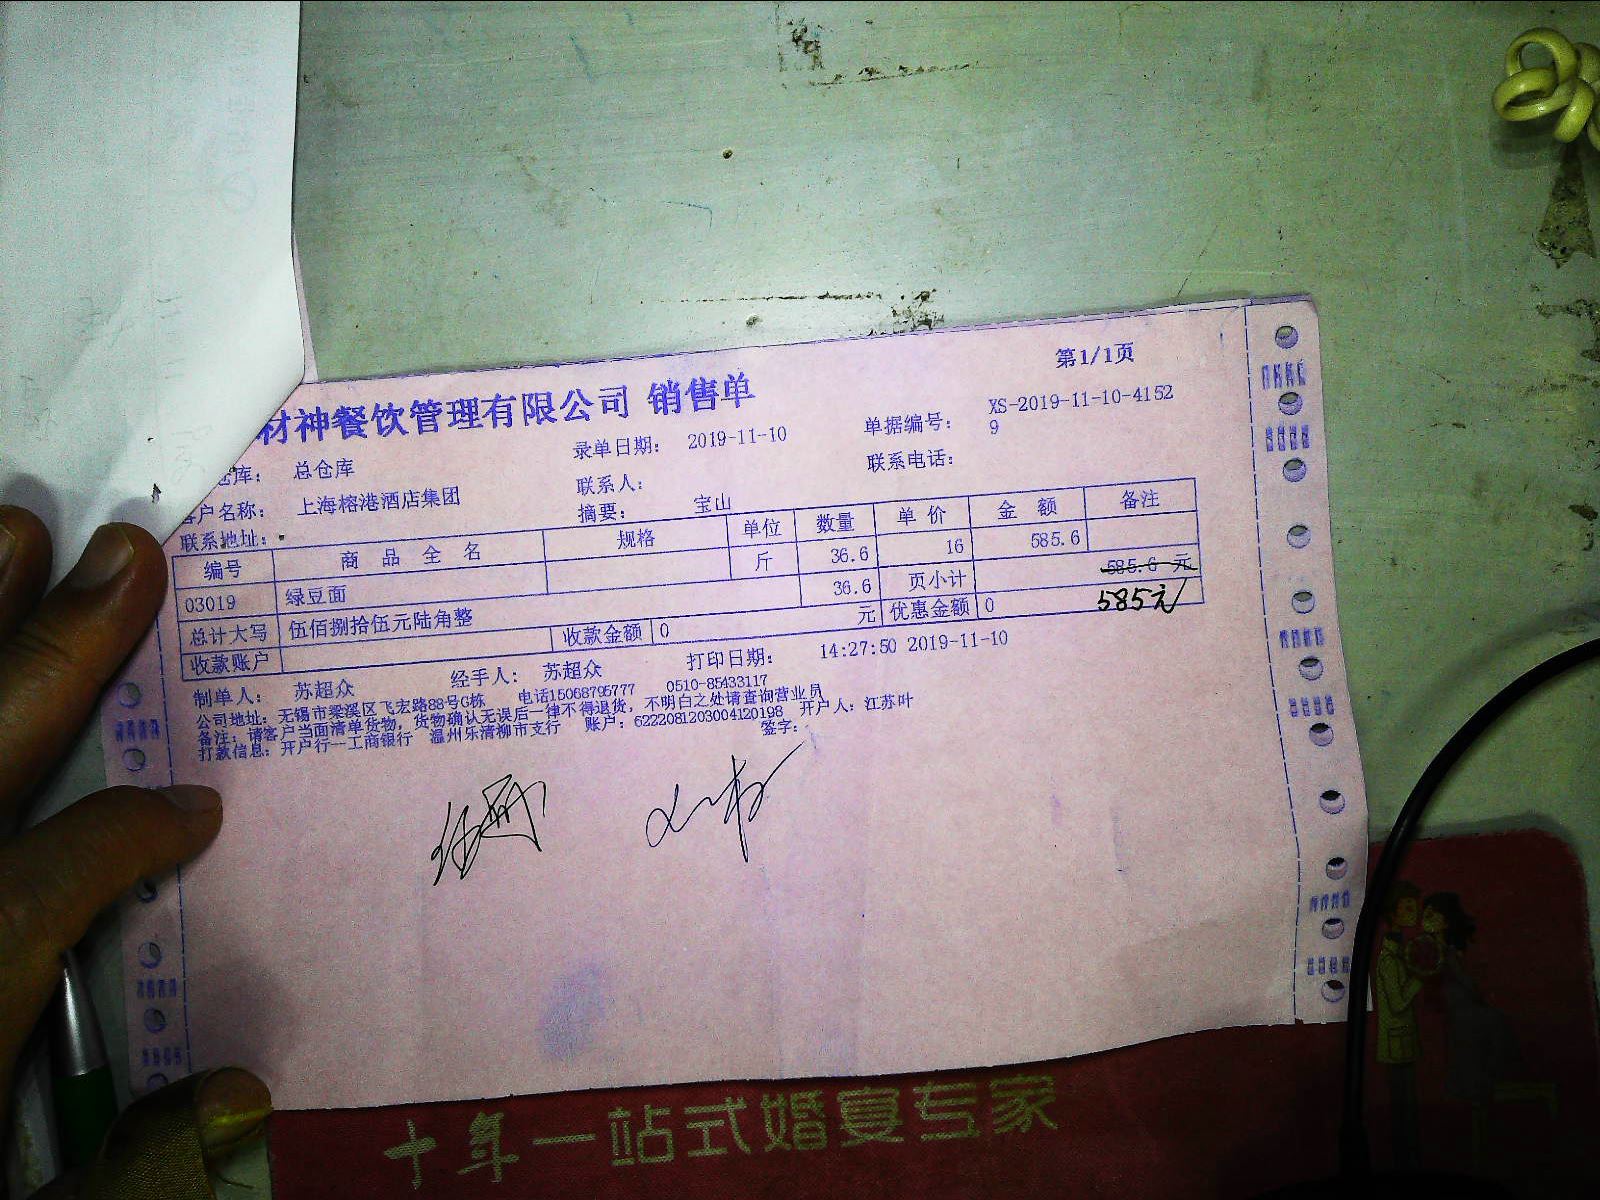 材神餐饮管理有限公司 销售单
第1/1页
仓库： 总仓库 录单日期： 2019-11-10 单据编号： XS-2019-11-10-4152
9
客户名称： 上海榕港酒店集团 联系人： 联系电话：
联系地址： 摘要： 宝山
编号 商 品 全 名 规格 单位 数量 单 价 金 额 备注
03019 绿豆面 斤 36.6 16 585.6
36.6 页小计 585.6 元
总计大写 伍佰捌拾伍元陆角整 元 优惠金额 0 585元
收款账户 收款金额 0
制单人： 苏超众 经手人： 苏超众 打印日期： 14:27:50 2019-11-10
公司地址：无锡市梁溪区飞宏路88号G栋 电话15068795777 0510-85433117
备注：请客户当面清单货物，货物确认无误后一律不得退货，不明白之处请查询营业员
打款信息：开户行--工商银行 温州乐清柳市支行 账户：6222081203004120198 开户人：江苏叶
签字：
十年一站式婚宴专家